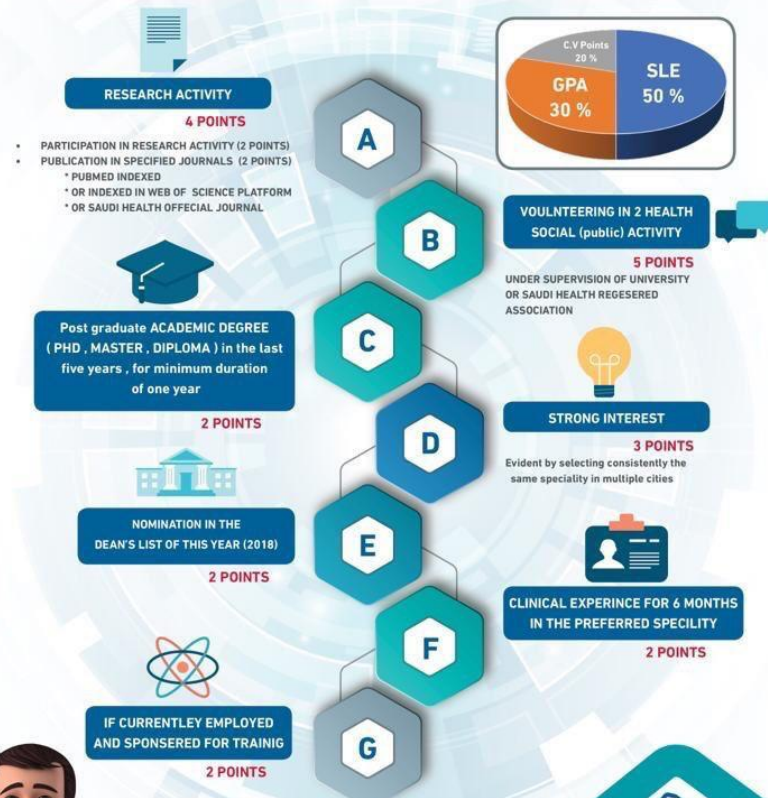 C.V Points
20 %
GPA
30 %
SLE
50 %
RESEARCH ACTIVITY
4 POINTS
• PARTICIPATION IN RESEARCH ACTIVITY (2 POINTS)
• PUBLICATION IN SPECIFIED JOURNALS (2 POINTS)
* PUBMED INDEXED
* OR INDEXED IN WEB OF SCIENCE PLATFORM
* OR SAUDI HEALTH OFFECIAL JOURNAL
A
B
VOULNTEERING IN 2 HEALTH
SOCIAL (public) ACTIVITY
5 POINTS
UNDER SUPERVISION OF UNIVERSITY
OR SAUDI HEALTH REGESERED
ASSOCIATION
Post graduate ACADEMIC DEGREE
( PHD , MASTER , DIPLOMA ) in the last
five years , for minimum duration
of one year
2 POINTS
C
D
STRONG INTEREST
3 POINTS
Evident by selecting consistently the
same speciality in multiple cities
NOMINATION IN THE
DEAN'S LIST OF THIS YEAR (2018)
2 POINTS
E
F
CLINICAL EXPERINCE FOR 6 MONTHS
IN THE PREFERRED SPECILITY
2 POINTS
IF CURRENTLEY EMPLOYED
AND SPONSERED FOR TRAINIG
2 POINTS
G